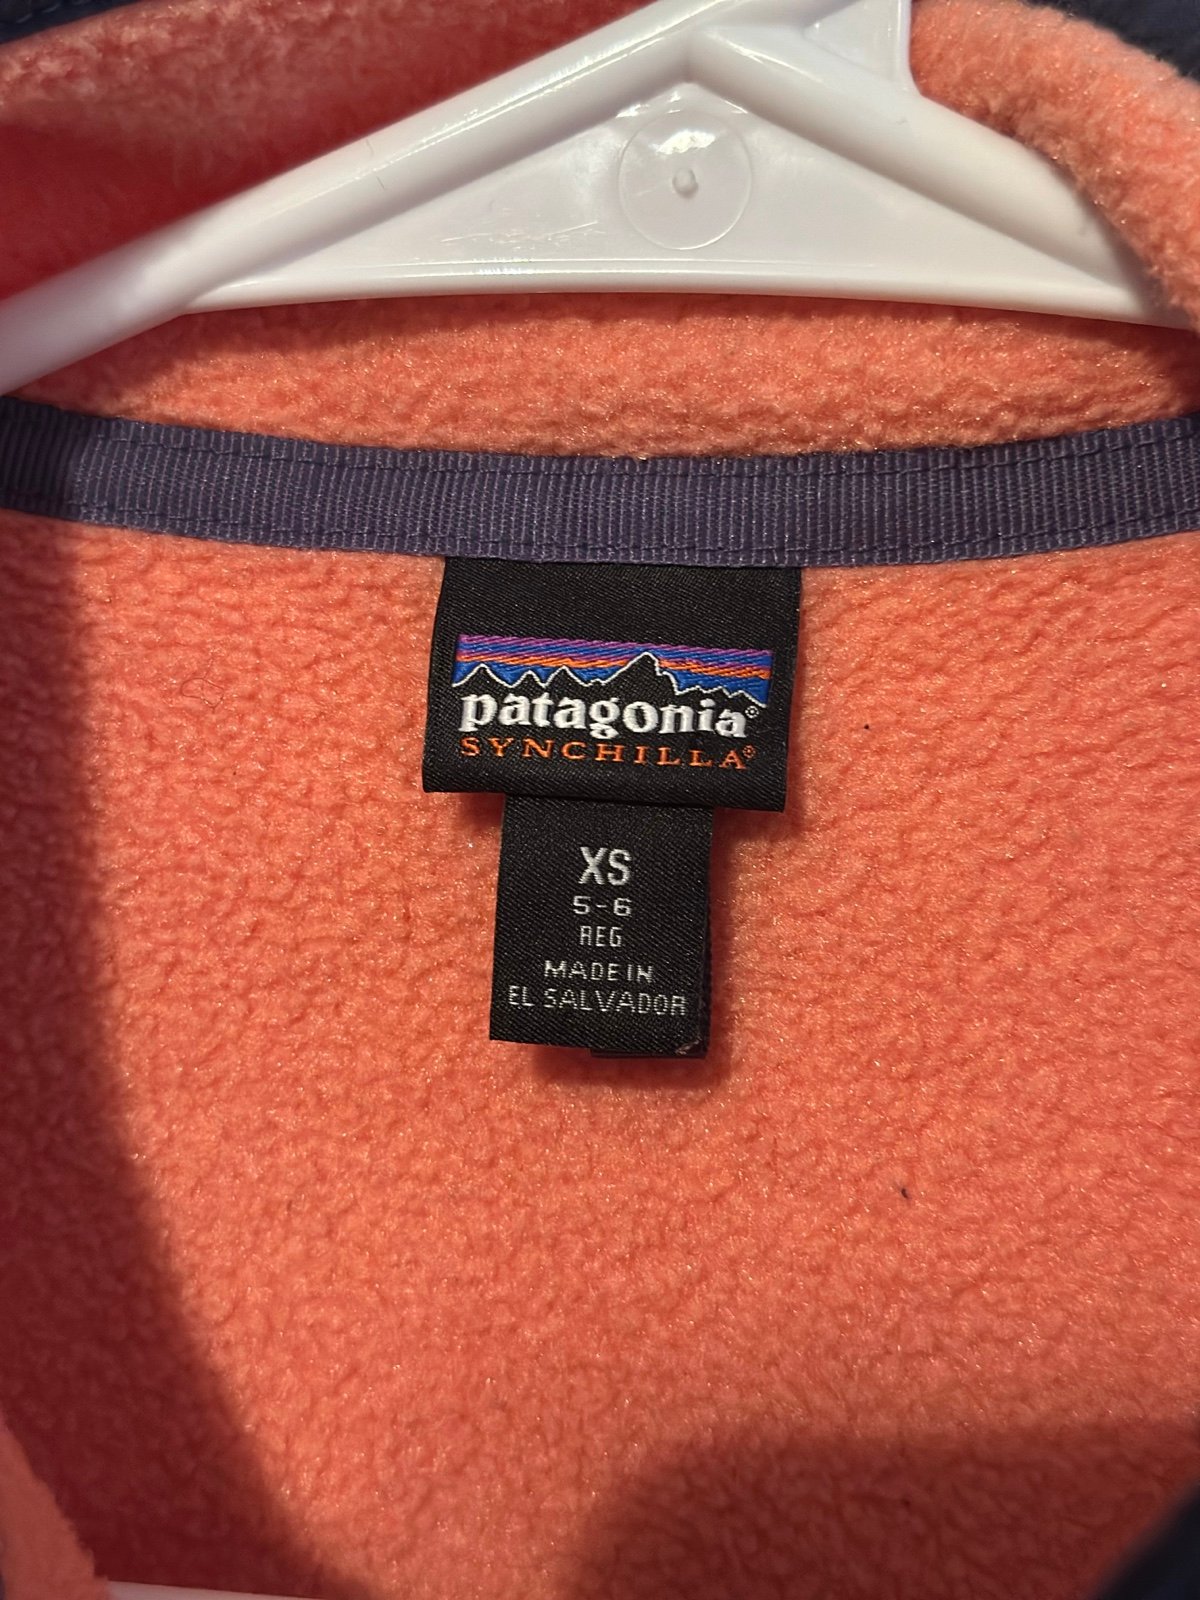 patagonia®
SYNCHILLA®
XS
5-6
REG
MADE IN
EL SALVADOR